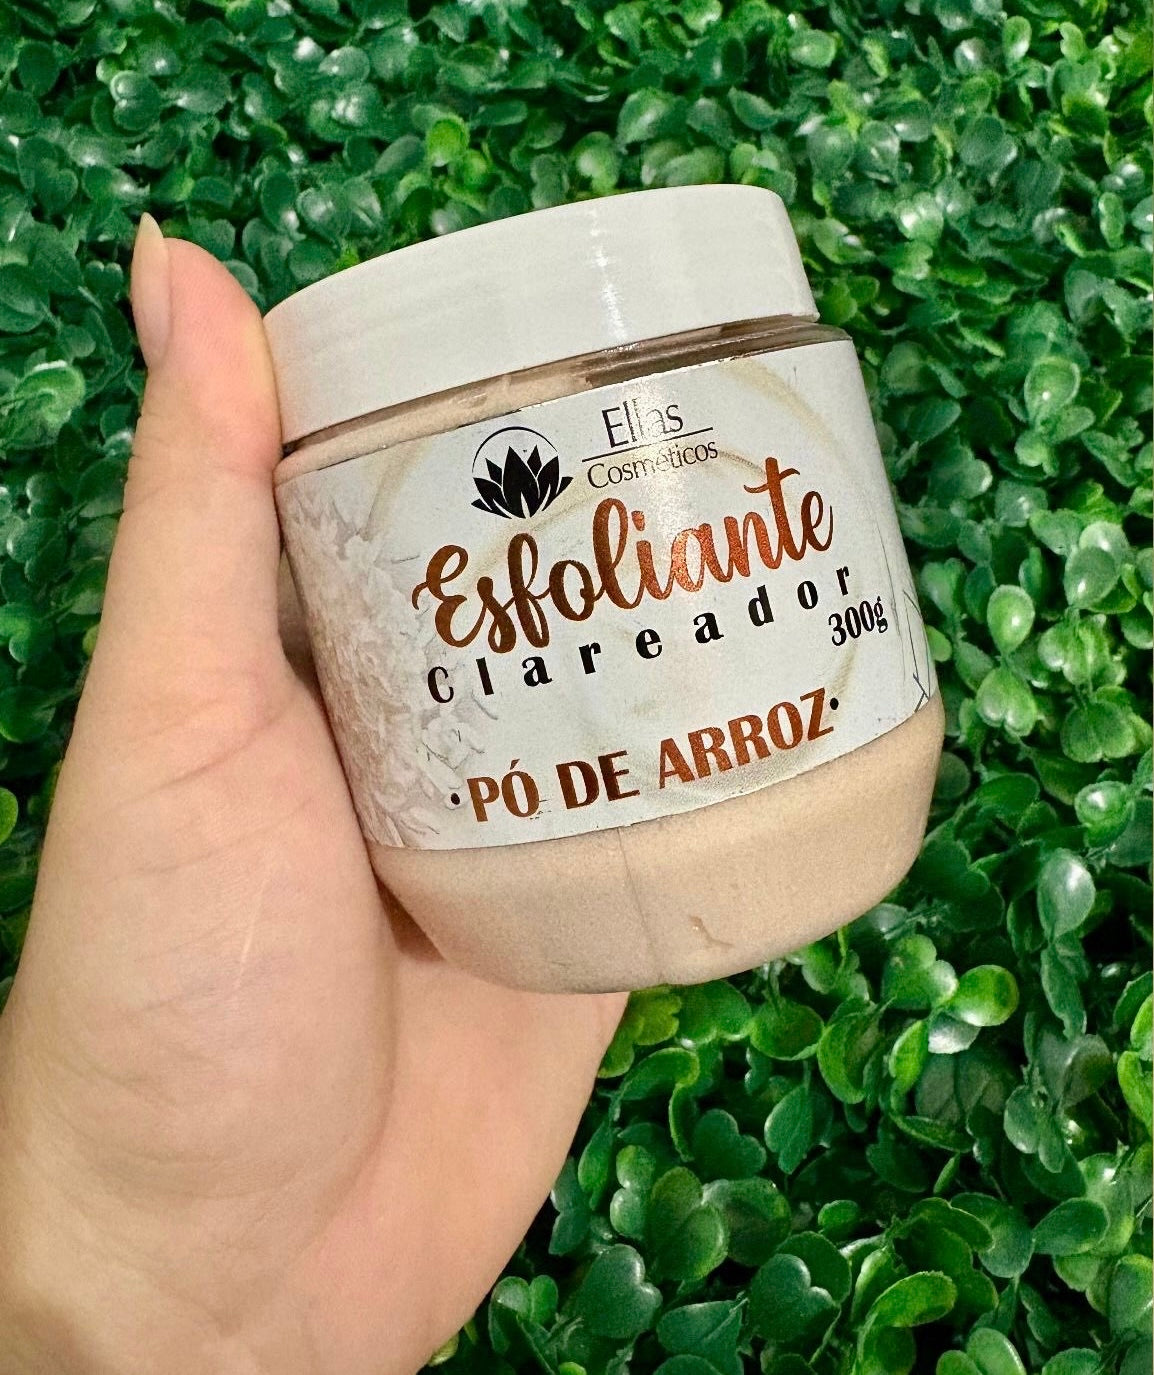 Ellas
Cosméticos
Esfoliante
Clareador
300g
•PÓ DE ARROZ•